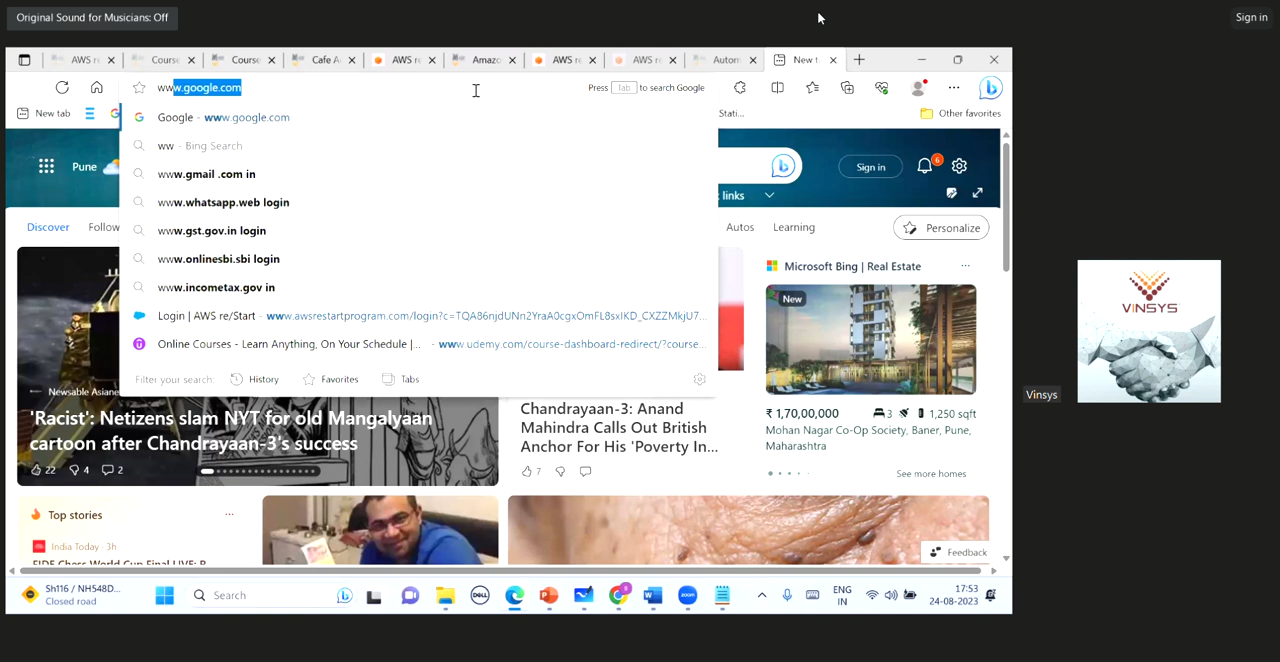 Original Sound for Musicians: Off
Sign in
AWS r
Course
Course
Cafe A
AWS r
Amaz
AWS r
AWS r
Autom
New t
www.google.com
Press Tab to search Google
New tab
Stati...
Other favorites
Google - www.google.com
ww - Bing Search
www.gmail .com in
www.whatsapp.web login
www.gst.gov.in login
www.onlinesbi.sbi login
www.incometax.gov in
Login | AWS re/Start - www.awsrestartprogram.com/login?c=
Online Courses - Learn Anything, On Your Schedule |... - www.udemy.com/course-dashboard-redirect/?course...
Filter your search:
History
Favorites
Tabs
Pune
Sign in
6
links
Discover
Follow
Autos
Learning
Personalize
Microsoft Bing | Real Estate
New
Newsable Asiane
'Racist': Netizens slam NYT for old Mangalyaan
cartoon after Chandrayaan-3's success
22
4
2
Chandrayaan-3: Anand
Mahindra Calls Out British
Anchor For His 'Poverty In...
7
₹ 1,70,00,000
3
1,250 sqft
Mohan Nagar Co-Op Society, Baner, Pune,
Maharashtra
See more homes
Top stories
India Today · 3h
Feedback
Sh116 / NH548D...
Closed road
Search
DELL
zoom
ENG
IN
17:53
24-08-2023
Vinsys
VINSYS